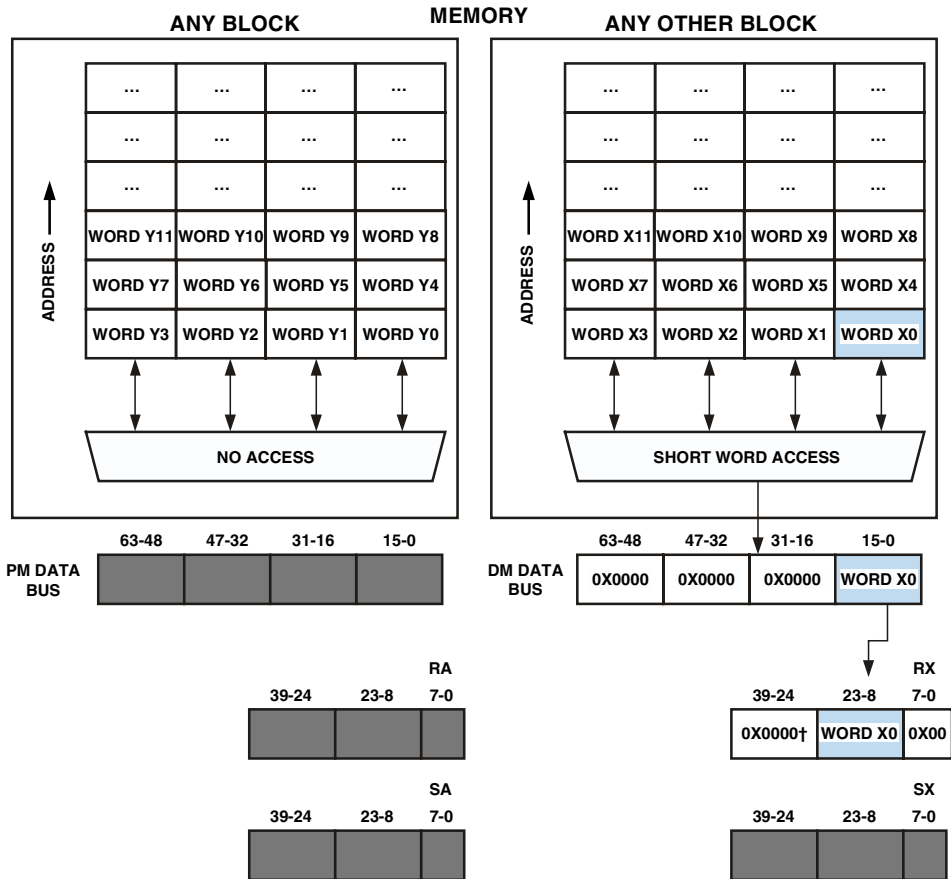 MEMORY
ANY BLOCK ANY OTHER BLOCK
... ... ... ... ... ... ... ...
... ... ... ... ... ... ... ...
... ... ... ... ... ... ... ...
ADDRESS ADDRESS
WORD Y11 WORD Y10 WORD Y9 WORD Y8 WORD X11 WORD X10 WORD X9 WORD X8
WORD Y7 WORD Y6 WORD Y5 WORD Y4 WORD X7 WORD X6 WORD X5 WORD X4
WORD Y3 WORD Y2 WORD Y1 WORD Y0 WORD X3 WORD X2 WORD X1 WORD X0
NO ACCESS SHORT WORD ACCESS
63-48 47-32 31-16 15-0 63-48 47-32 31-16 15-0
PM DATA DM DATA
BUS BUS
0X0000 0X0000 0X0000 WORD X0
RA RX
39-24 23-8 7-0 39-24 23-8 7-0
0X0000† WORD X0 0X00
SA SX
39-24 23-8 7-0 39-24 23-8 7-0